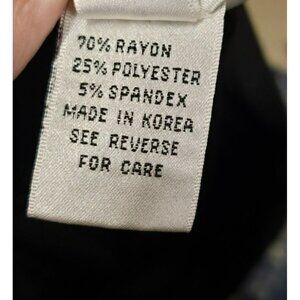 70% RAYON
25% POLYESTER
5% SPANDEX
MADE IN KOREA
SEE REVERSE
FOR CARE